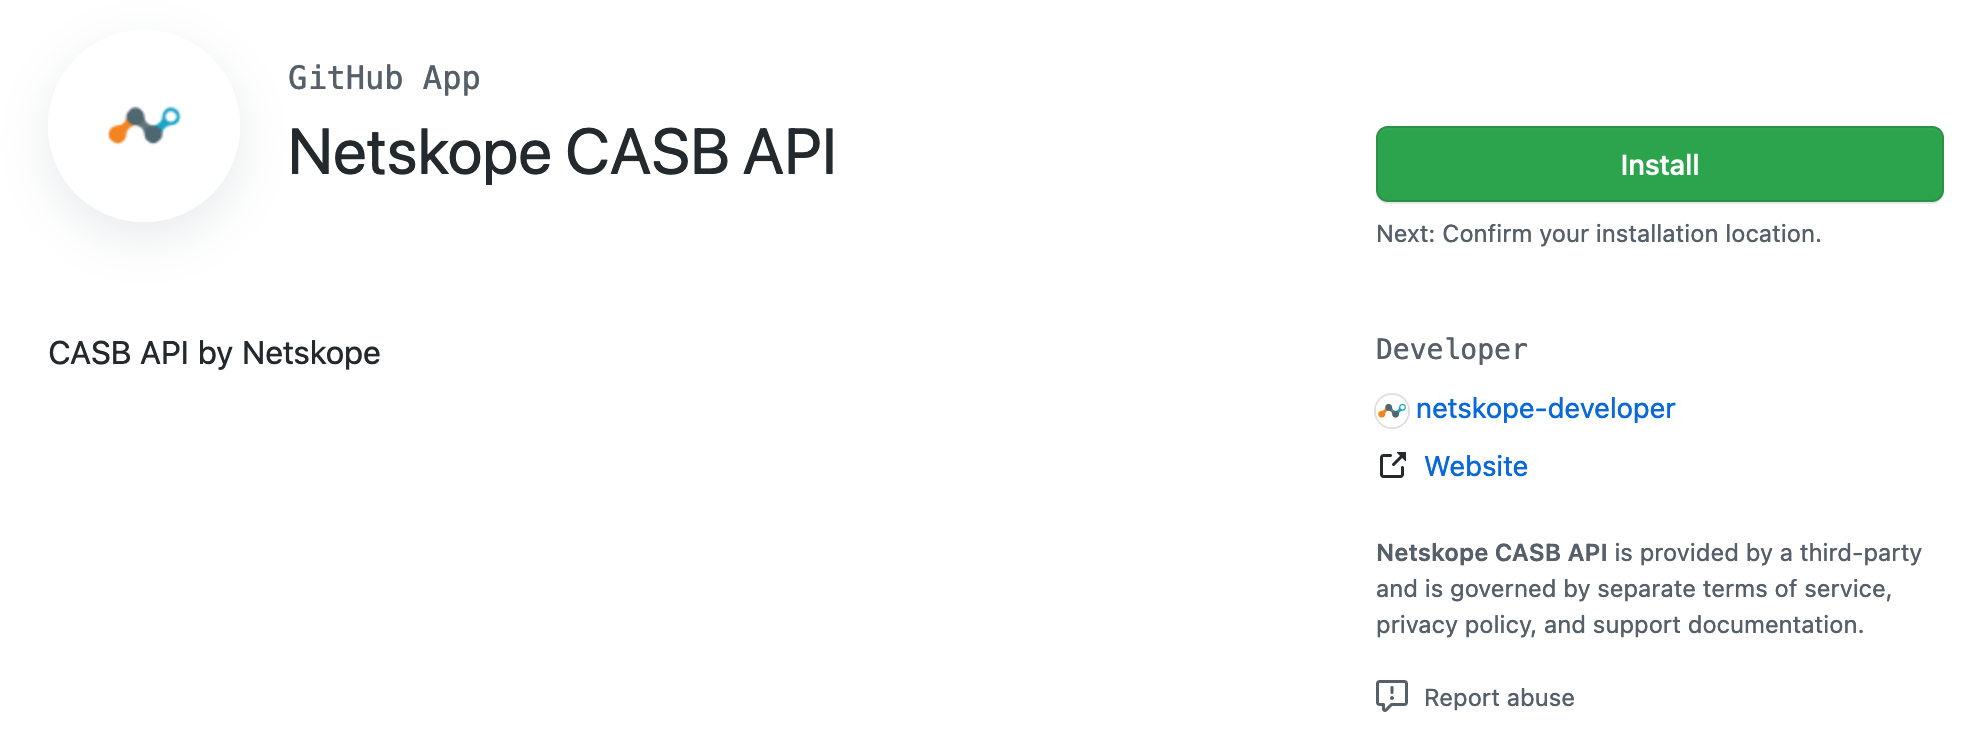 GitHub App
Netskope CASB API
Install
Next: Confirm your installation location.
CASB API by Netskope
Developer
netskope-developer
Website
Netskope CASB API is provided by a third-party
and is governed by separate terms of service,
privacy policy, and support documentation.
Report abuse